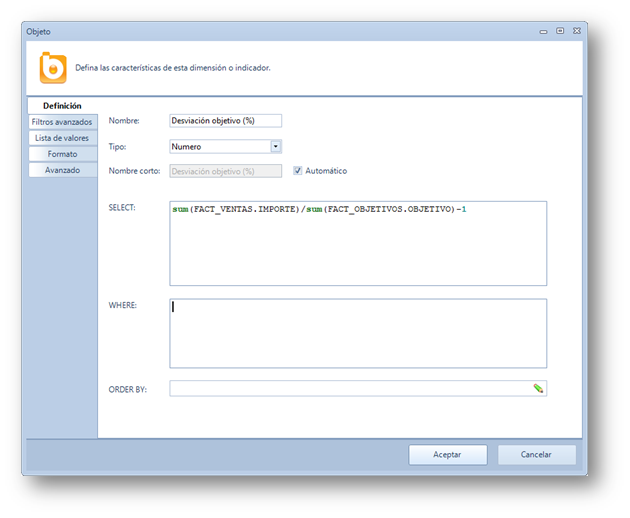 Objeto
Defina las características de esta dimensión o indicador.
Definición
Filtros avanzados
Lista de valores
Formato
Avanzado
Nombre: Desviación objetivo (%)
Tipo: Numero
Nombre corto: Desviación objetivo (%) Automático
SELECT: sum(FACT_VENTAS.IMPORTE)/sum(FACT_OBJETIVOS.OBJETIVO)-1
WHERE:
ORDER BY:
Aceptar Cancelar